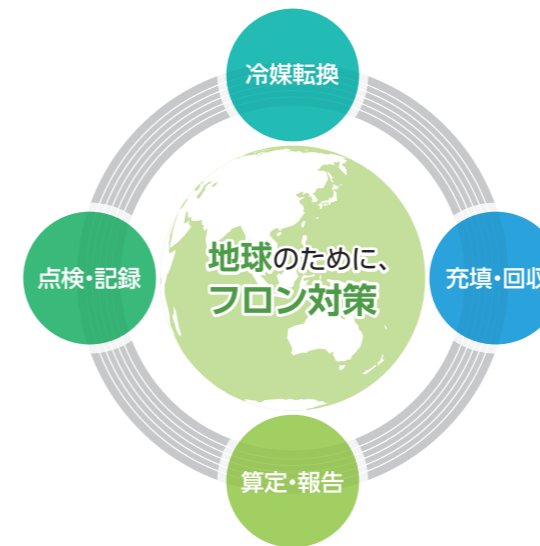 冷媒転換
点検・記録
地球のために、
フロン対策
充填・回収
算定・報告